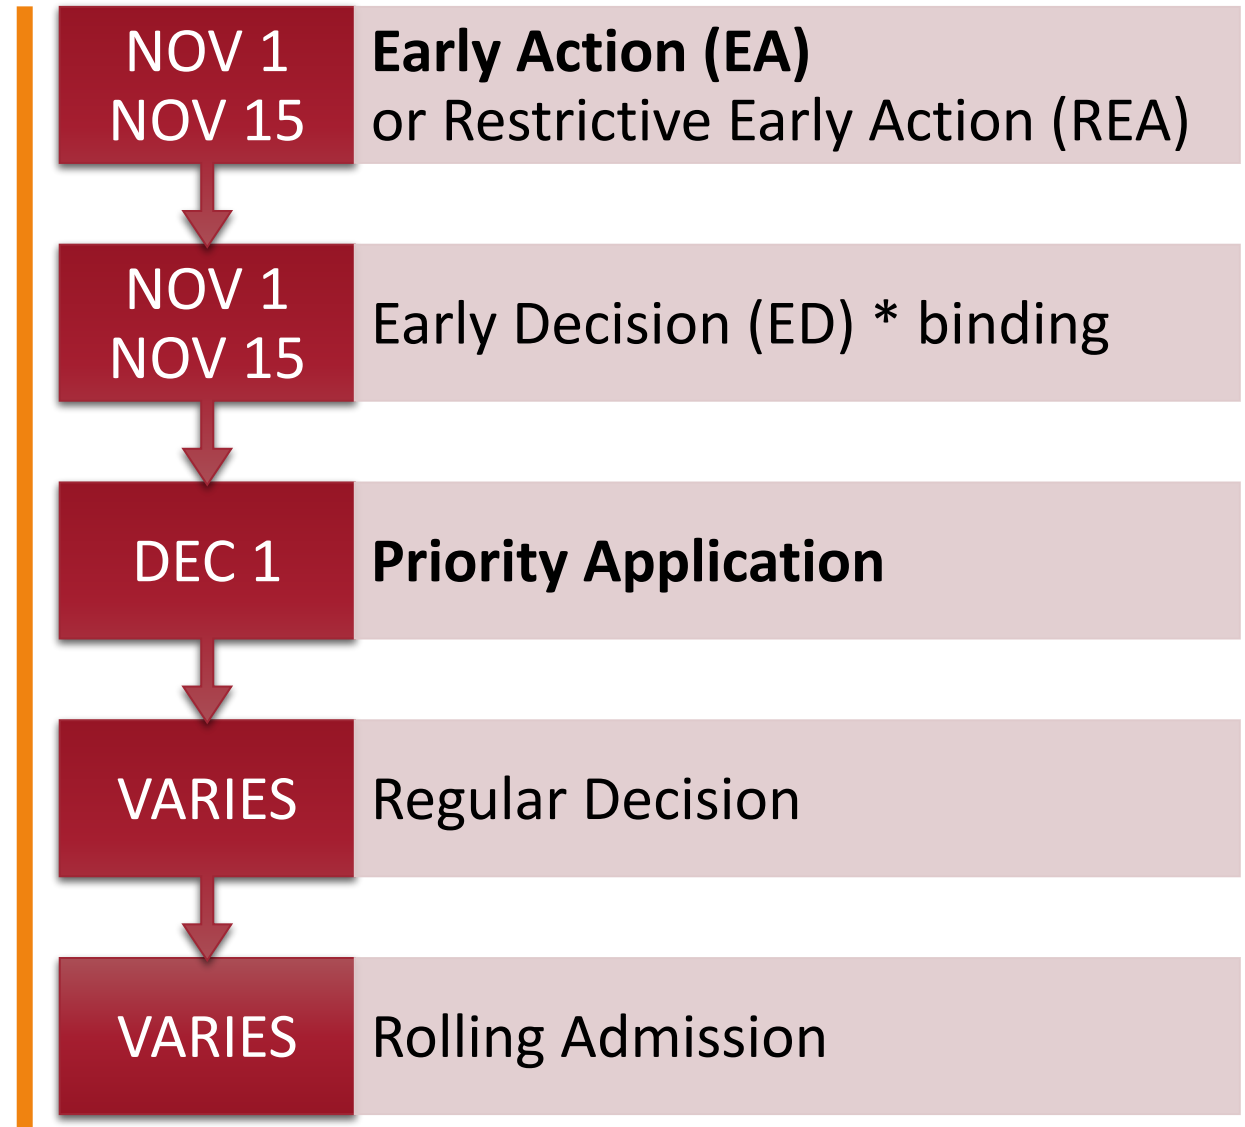 NOV 1
NOV 15
Early Action (EA)
or Restrictive Early Action (REA)
NOV 1
NOV 15
Early Decision (ED) * binding
DEC 1
Priority Application
VARIES
Regular Decision
VARIES
Rolling Admission